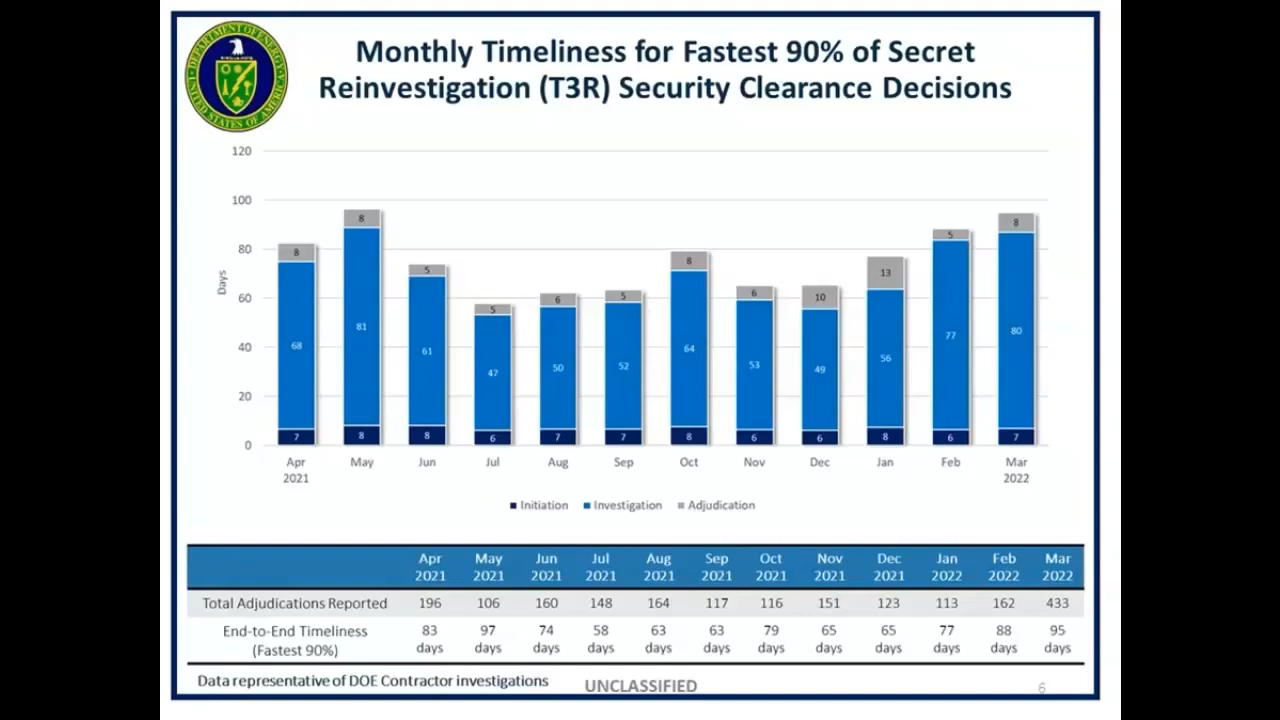 Monthly Timeliness for Fastest 90% of Secret
Reinvestigation (T3R) Security Clearance Decisions
DEPARTMENT OF ENERGY
UNITED STATES OF AMERICA
Days
120
100
80
60
40
20
0
8 8 5 5 6 5 8 6 10 13 5 8
68 81 61 47 50 52 64 53 49 56 77 80
7 8 8 6 7 7 8 6 6 8 6 7
Apr May Jun Jul Aug Sep Oct Nov Dec Jan Feb Mar
2021 2022
Initiation Investigation Adjudication
Apr May Jun Jul Aug Sep Oct Nov Dec Jan Feb Mar
2021 2021 2021 2021 2021 2021 2021 2021 2021 2022 2022 2022
Total Adjudications Reported 196 106 160 148 164 117 116 151 123 113 162 433
End-to-End Timeliness 83 97 74 58 63 63 79 65 65 77 88 95
(Fastest 90%) days days days days days days days days days days days days
Data representative of DOE Contractor investigations
UNCLASSIFIED
6